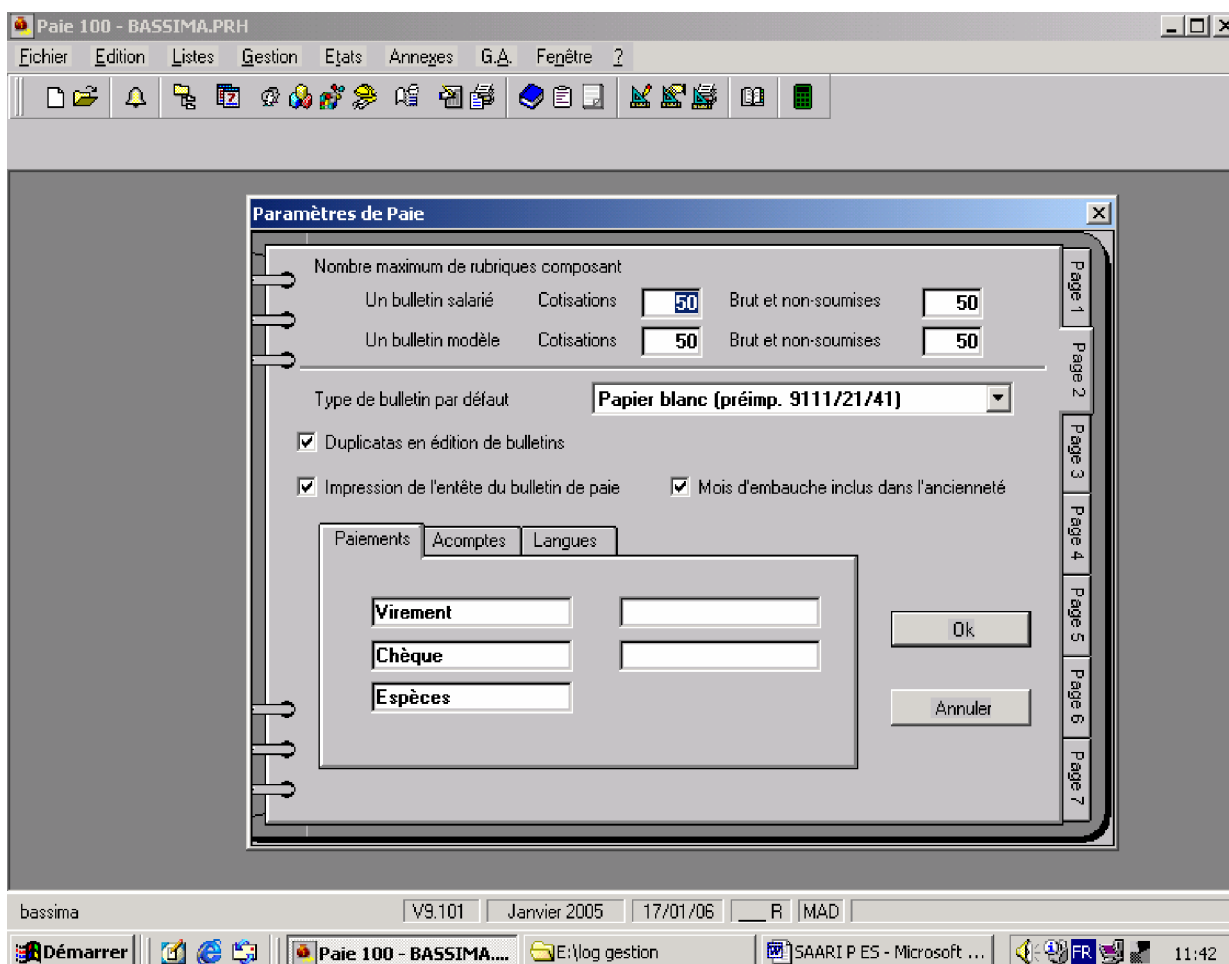 Paie 100 - BASSIMA.PRH
Fichier Edition Listes Gestion Etats Annexes G.A. Fenêtre ?
Paramètres de Paie
Nombre maximum de rubriques composant
Un bulletin salarié Cotisations 50 Brut et non-soumises 50
Un bulletin modèle Cotisations 50 Brut et non-soumises 50
Type de bulletin par défaut Papier blanc (préimp. 9111/21/41)
Duplicatas en édition de bulletins
Impression de l'entête du bulletin de paie Mois d'embauche inclus dans l'ancienneté
Paiements Acomptes Langues
Virement
Chèque
Espèces
Ok
Annuler
Page 1
Page 2
Page 3
Page 4
Page 5
Page 6
Page 7
bassima V9.101 Janvier 2005 17/01/06 ___ R MAD
Démarrer Paie 100 - BASSIMA.... E:\log gestion SAARI P ES - Microsoft ... FR 11:42